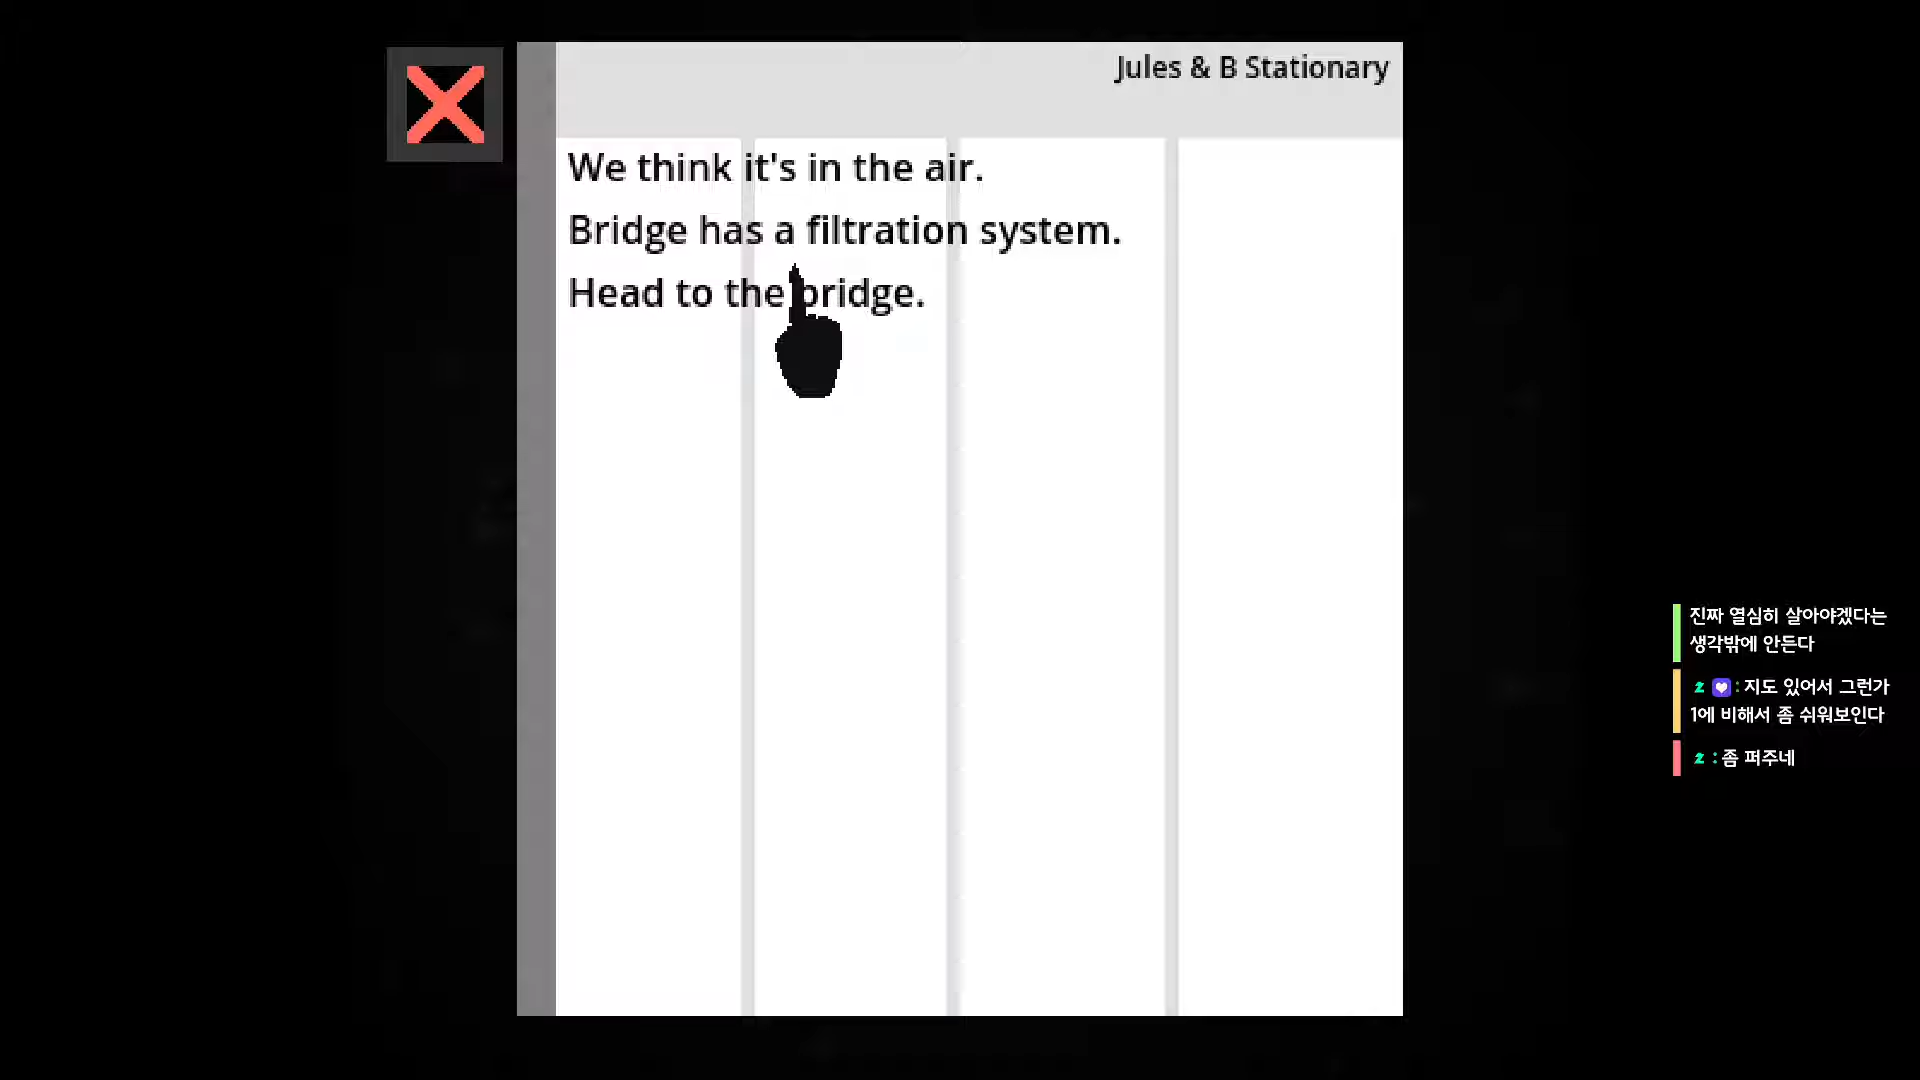 Jules & B Stationary
We think it's in the air.
Bridge has a filtration system.
Head to the bridge.
진짜 열심히 살아야겠다는
생각밖에 안든다
z : 지도 있어서 그런가
1에 비해서 좀 쉬워보인다
z : 좀 퍼주네